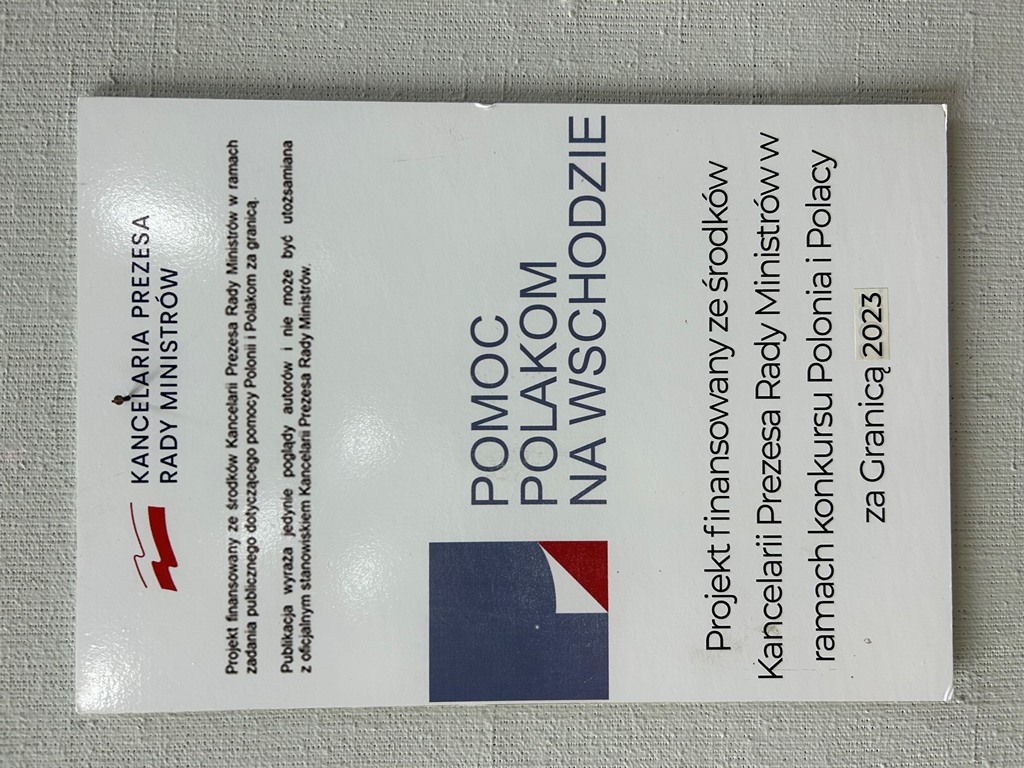 KANCELARIA PREZESA
RADY MINISTRÓW
Projekt finansowany ze środków Kancelarii Prezesa Rady Ministrów w ramach
zadania publicznego dotyczącego pomocy Polonii i Polakom za granicą.
Publikacja wyraża jedynie poglądy autorów i nie może być utożsamiana
z oficjalnym stanowiskiem Kancelarii Prezesa Rady Ministrów.
POMOC
POLAKOM
NA WSCHODZIE
Projekt finansowany ze środków
Kancelarii Prezesa Rady Ministrów w
ramach konkursu Polonia i Polacy
za Granicą 2023